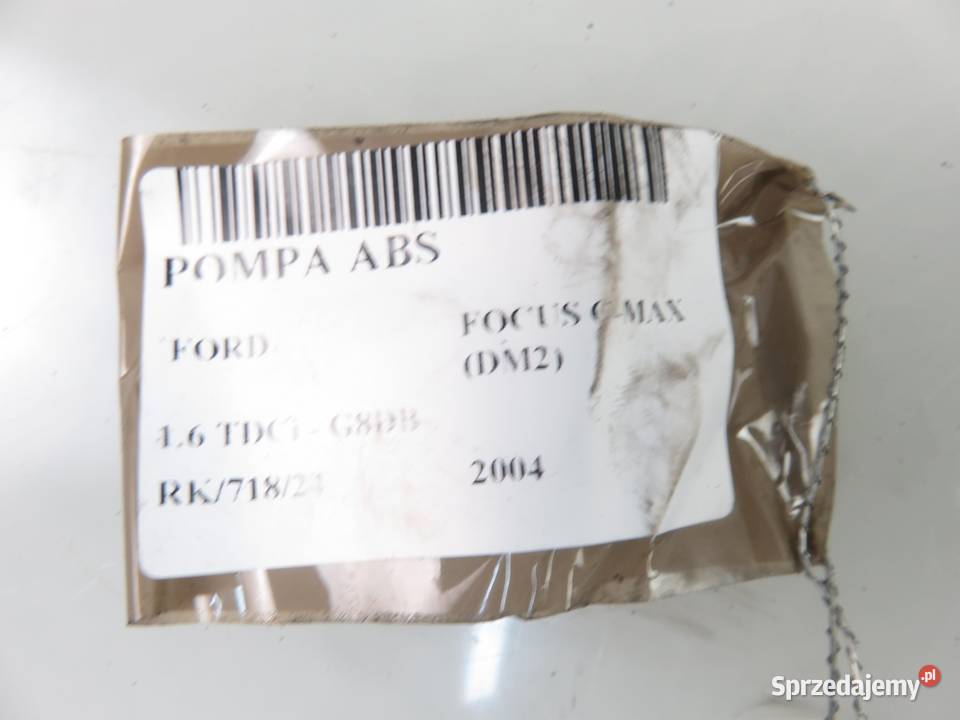 POMPA ABS
FORD
FOCUS C-MAX
(DM2)
1.6 TDCi - G8DB
RK/718/24
2004
Sprzedajemy.pl